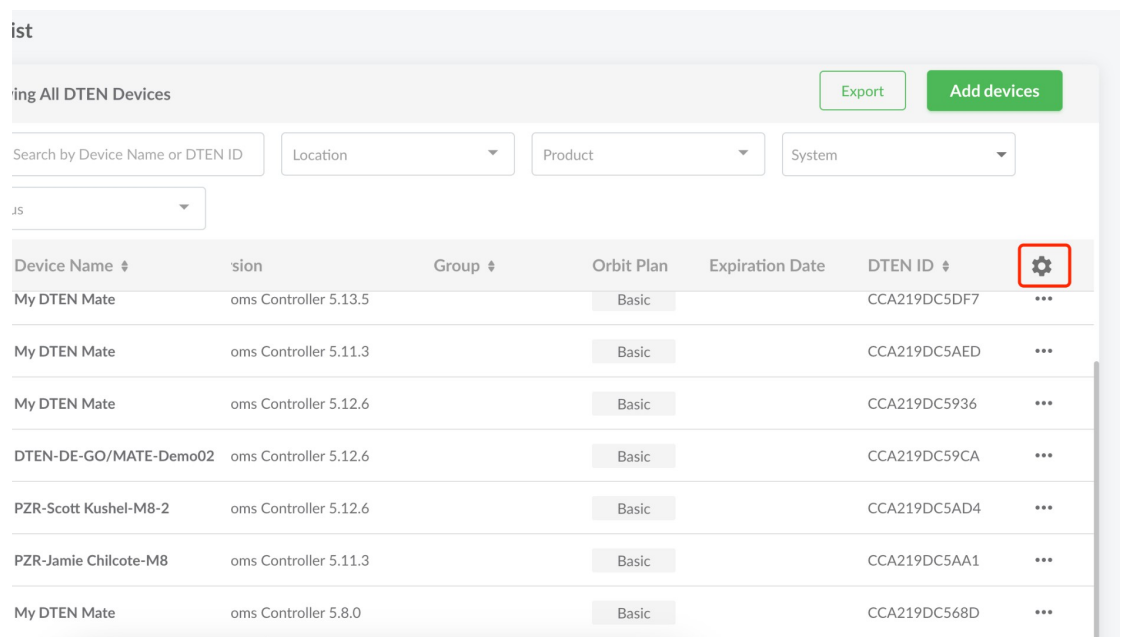 ist
ing All DTEN Devices
Export
Add devices
Search by Device Name or DTEN ID
Location
Product
System
us
Device Name sion Group Orbit Plan Expiration Date DTEN ID
My DTEN Mate oms Controller 5.13.5 Basic CCA219DC5DF7
My DTEN Mate oms Controller 5.11.3 Basic CCA219DC5AED
My DTEN Mate oms Controller 5.12.6 Basic CCA219DC5936
DTEN-DE-GO/MATE-Demo02 oms Controller 5.12.6 Basic CCA219DC59CA
PZR-Scott Kushel-M8-2 oms Controller 5.12.6 Basic CCA219DC5AD4
PZR-Jamie Chilcote-M8 oms Controller 5.11.3 Basic CCA219DC5AA1
My DTEN Mate oms Controller 5.8.0 Basic CCA219DC568D